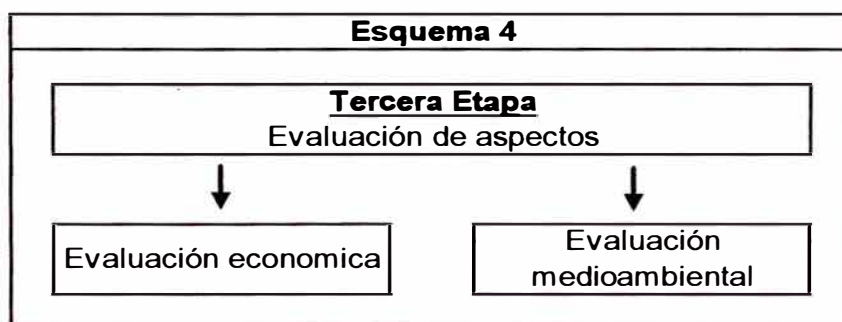 Esquema 4
Tercera Etapa
Evaluación de aspectos
Evaluación economica
Evaluación
medioambiental